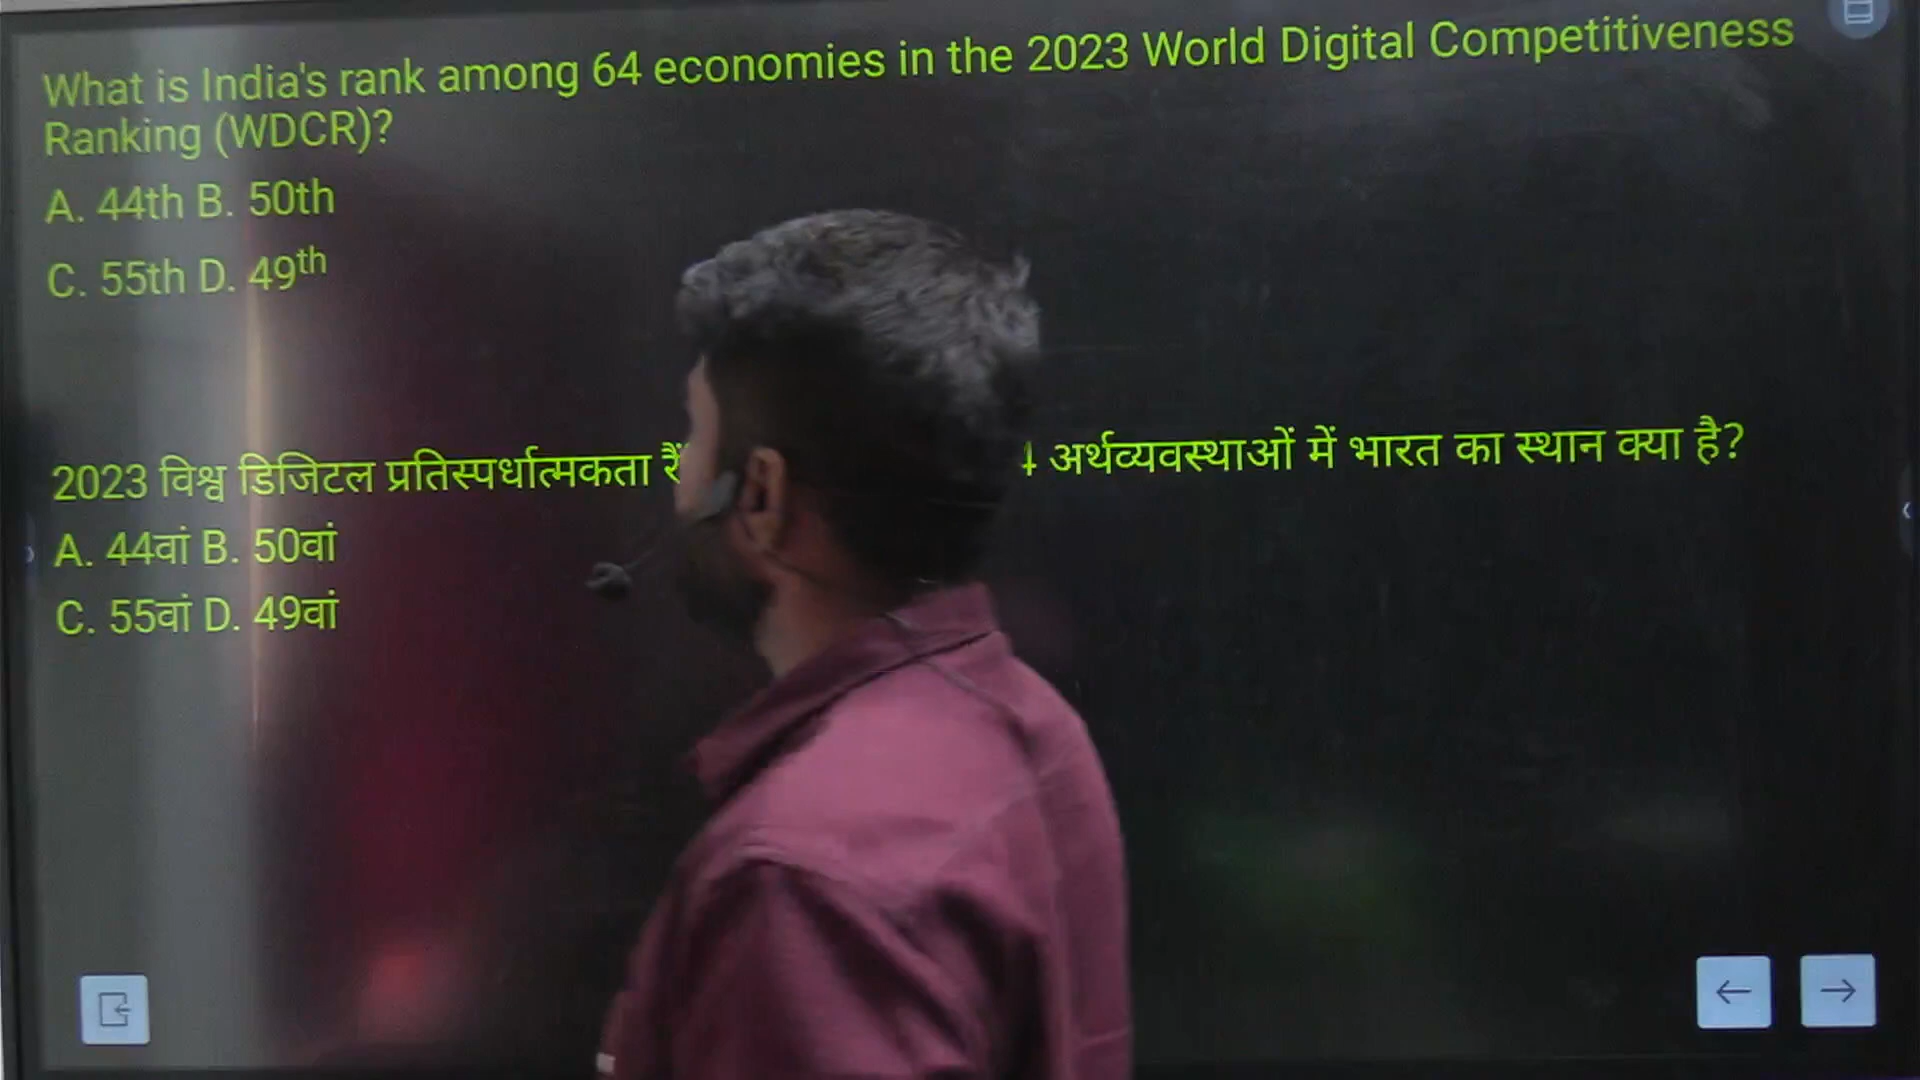 What is India's rank among 64 economies in the 2023 World Digital Competitiveness
Ranking (WDCR)?
A. 44th B. 50th
C. 55th D. 49th
2023 विश्व डिजिटल प्रतिस्पर्धात्मकता अर्थव्यवस्थाओं में भारत का स्थान क्या है?
A. 44वां B. 50वां
C. 55वां D. 49वां